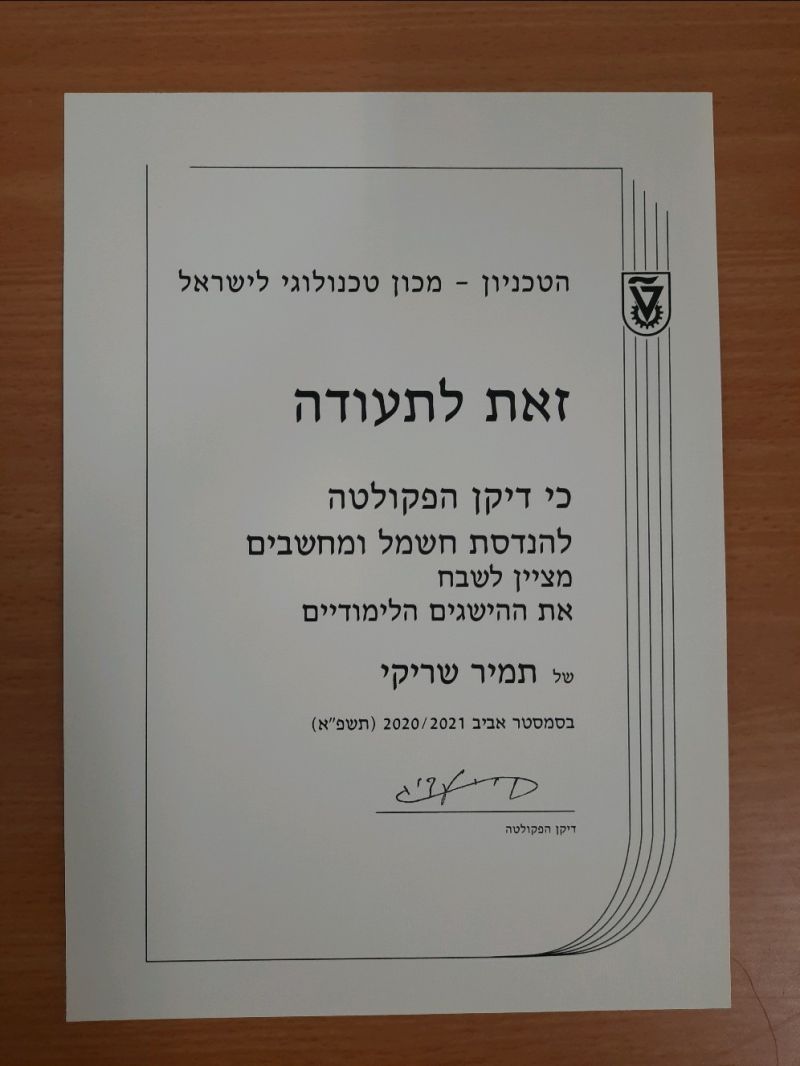 הטכניון – מכון טכנולוגי לישראל
זאת לתעודה
כי דיקן הפקולטה
להנדסת חשמל ומחשבים
מציין לשבח
את ההישגים הלימודיים
של תמיר שריקי
בסמסטר אביב 2020/2021 (תשפ"א)
דיקן הפקולטה